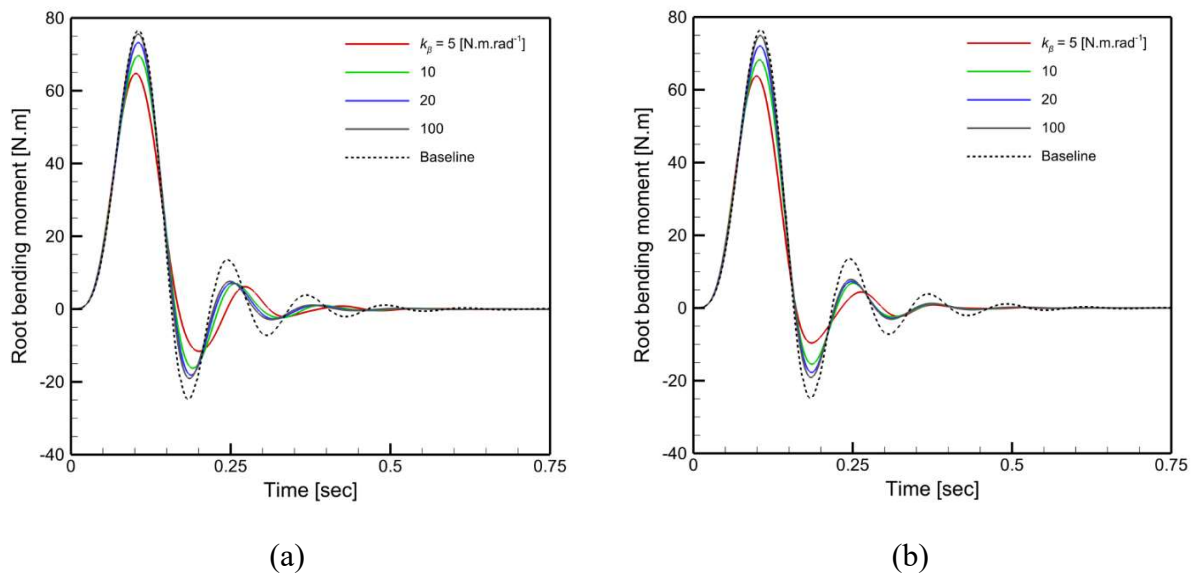 80
60
40
20
0
-20
-40
Root bending moment [N.m]
kβ = 5 [N.m.rad⁻¹]
10
20
100
Baseline
0
0.25
0.5
0.75
Time [sec]
(a)
80
60
40
20
0
-20
-40
Root bending moment [N.m]
kβ = 5 [N.m.rad⁻¹]
10
20
100
Baseline
0
0.25
0.5
0.75
Time [sec]
(b)